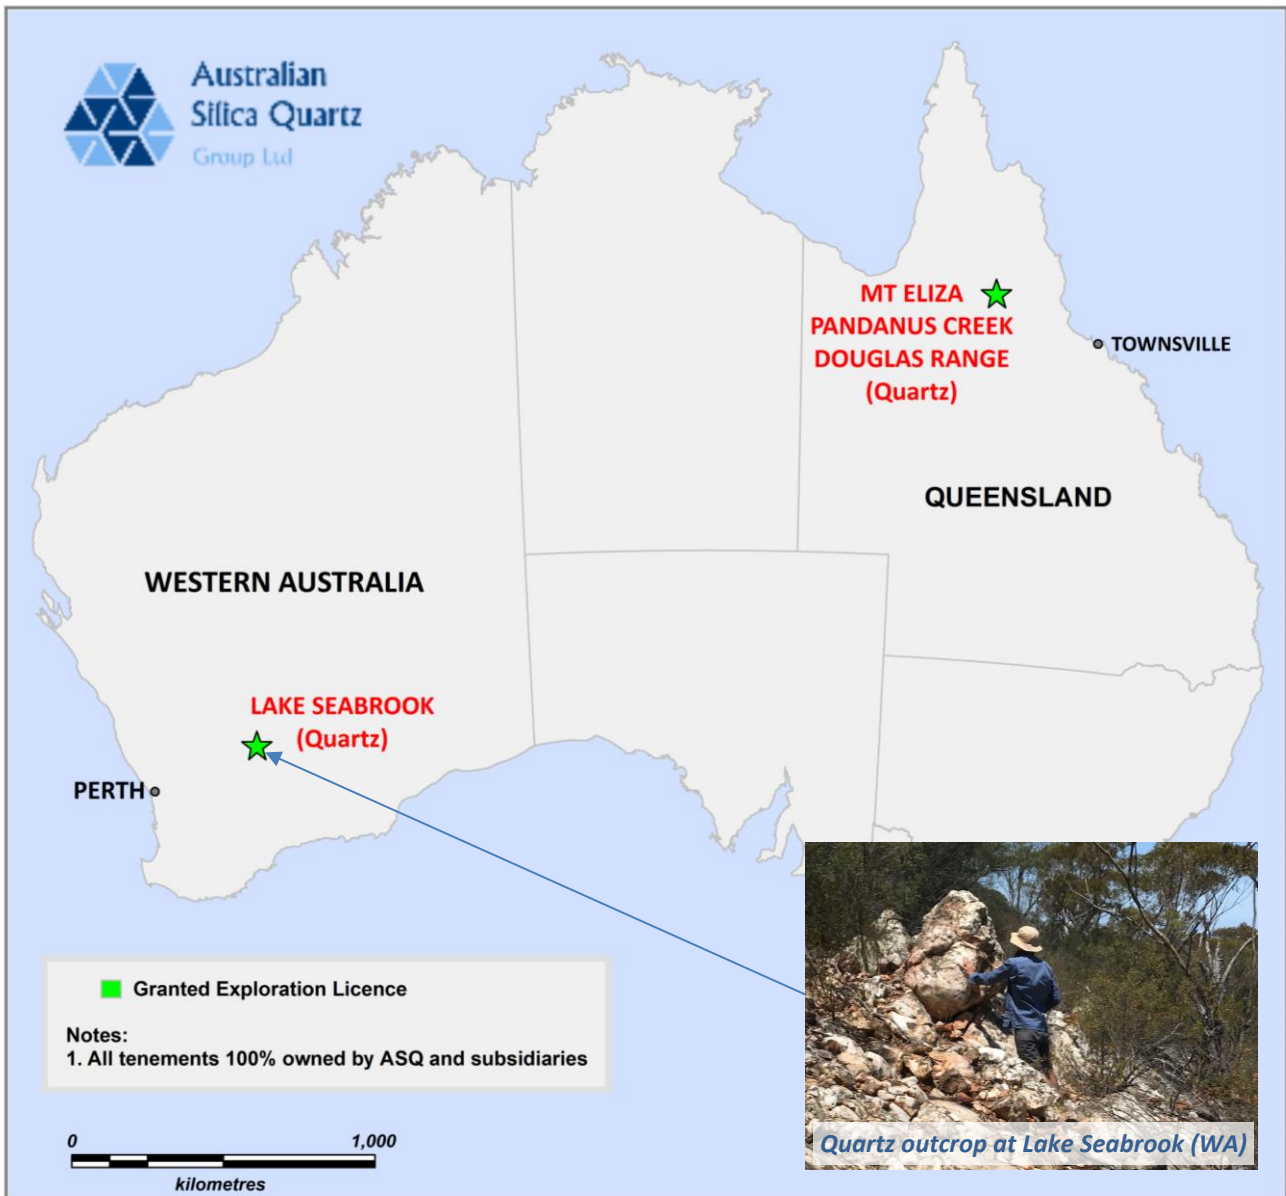 Australian
Silica Quartz
Group Ltd
MT ELIZA
PANDANUS CREEK
DOUGLAS RANGE
(Quartz)
TOWNSVILLE
QUEENSLAND
WESTERN AUSTRALIA
LAKE SEABROOK
(Quartz)
PERTH
Granted Exploration Licence
Notes:
1. All tenements 100% owned by ASQ and subsidiaries
0 1,000
kilometres
Quartz outcrop at Lake Seabrook (WA)